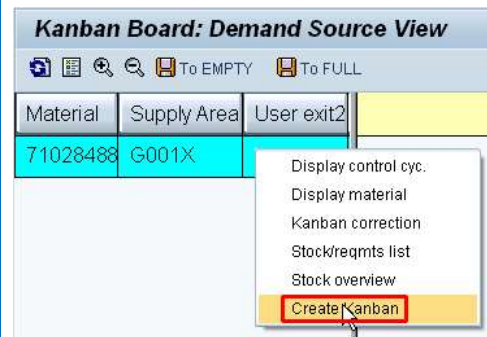 Kanban Board: Demand Source View
To EMPTY To FULL
Material Supply Area User exit2
71028488 G001X
Display control cyc.
Display material
Kanban correction
Stock/reqmts list
Stock overview
Create Kanban